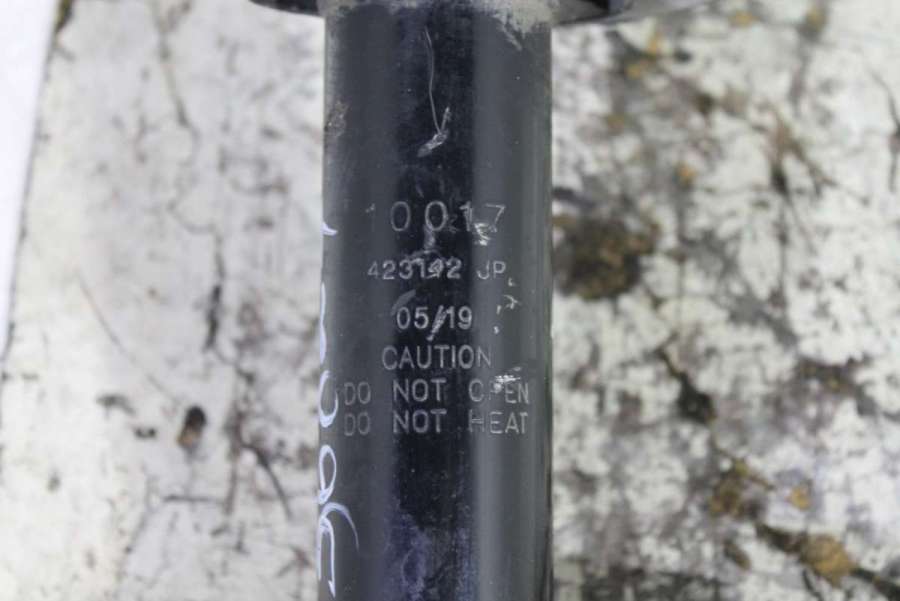 10017
423192 JP
05/19
CAUTION
DO NOT OPEN
DO NOT HEAT